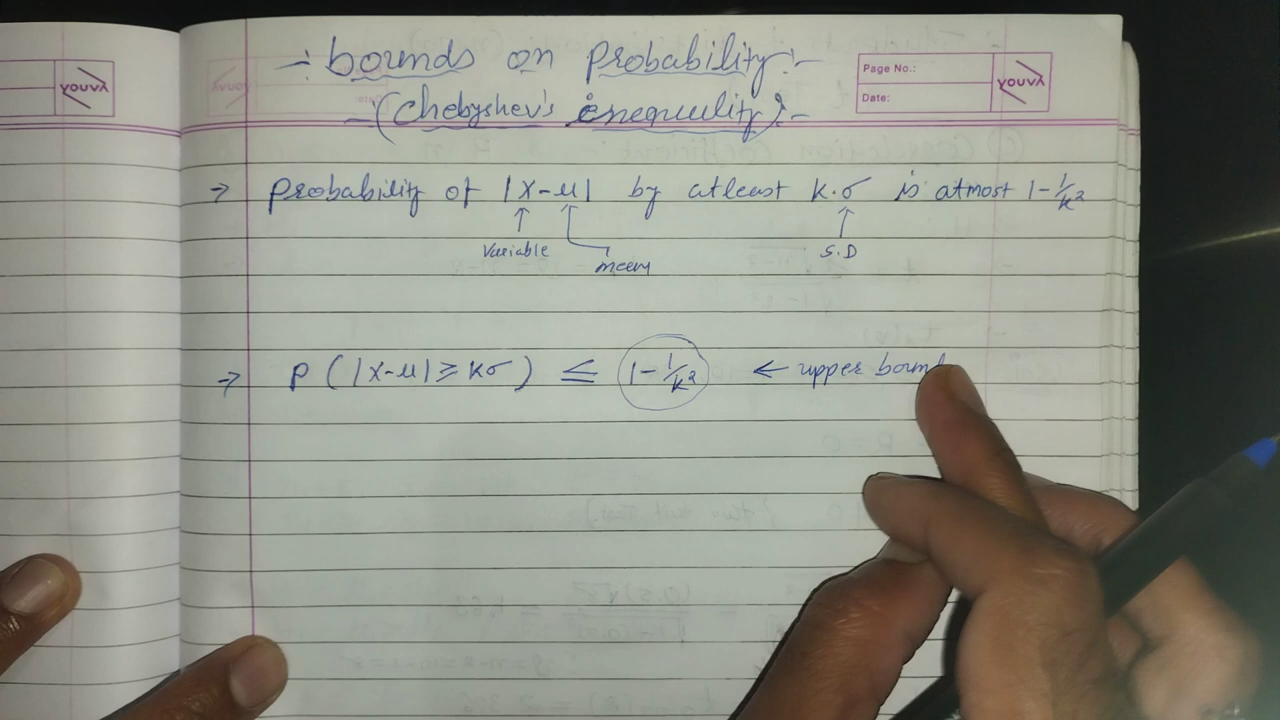 bounds on Probability :-
(Chebyshev's inequality) :-
Page No.:
Date:
youva
youva
→ Probability of |X-μ| by atleast k.σ is atmost 1-1/k²
variable
mean
S.D
→ P (|X-μ| ≥ kσ) ≤ 1-1/k² ← upper bound